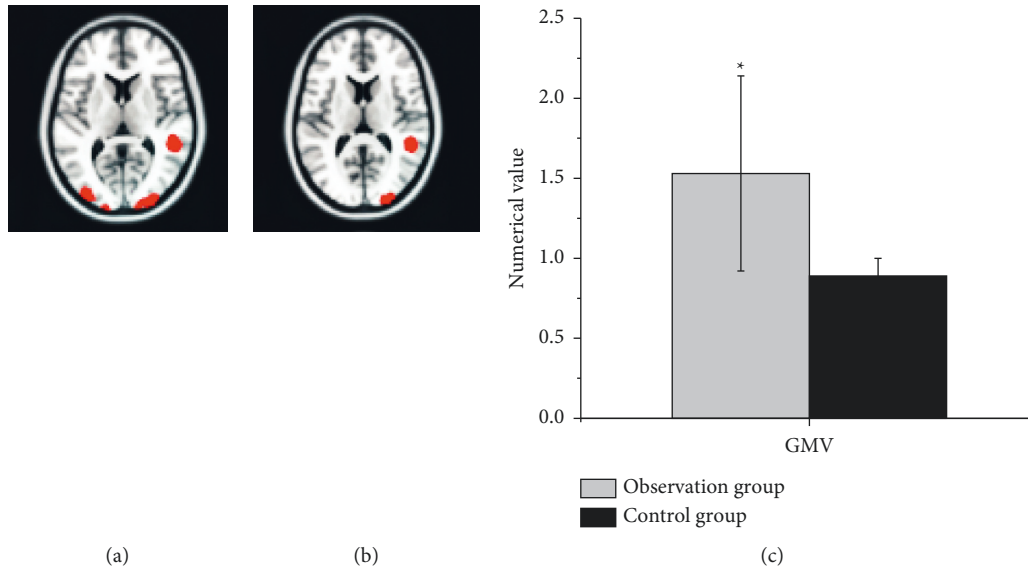 2.5
*
2.0
1.5
Numerical value
1.0
0.5
0.0
GMV
Observation group
Control group
(a)
(b)
(c)